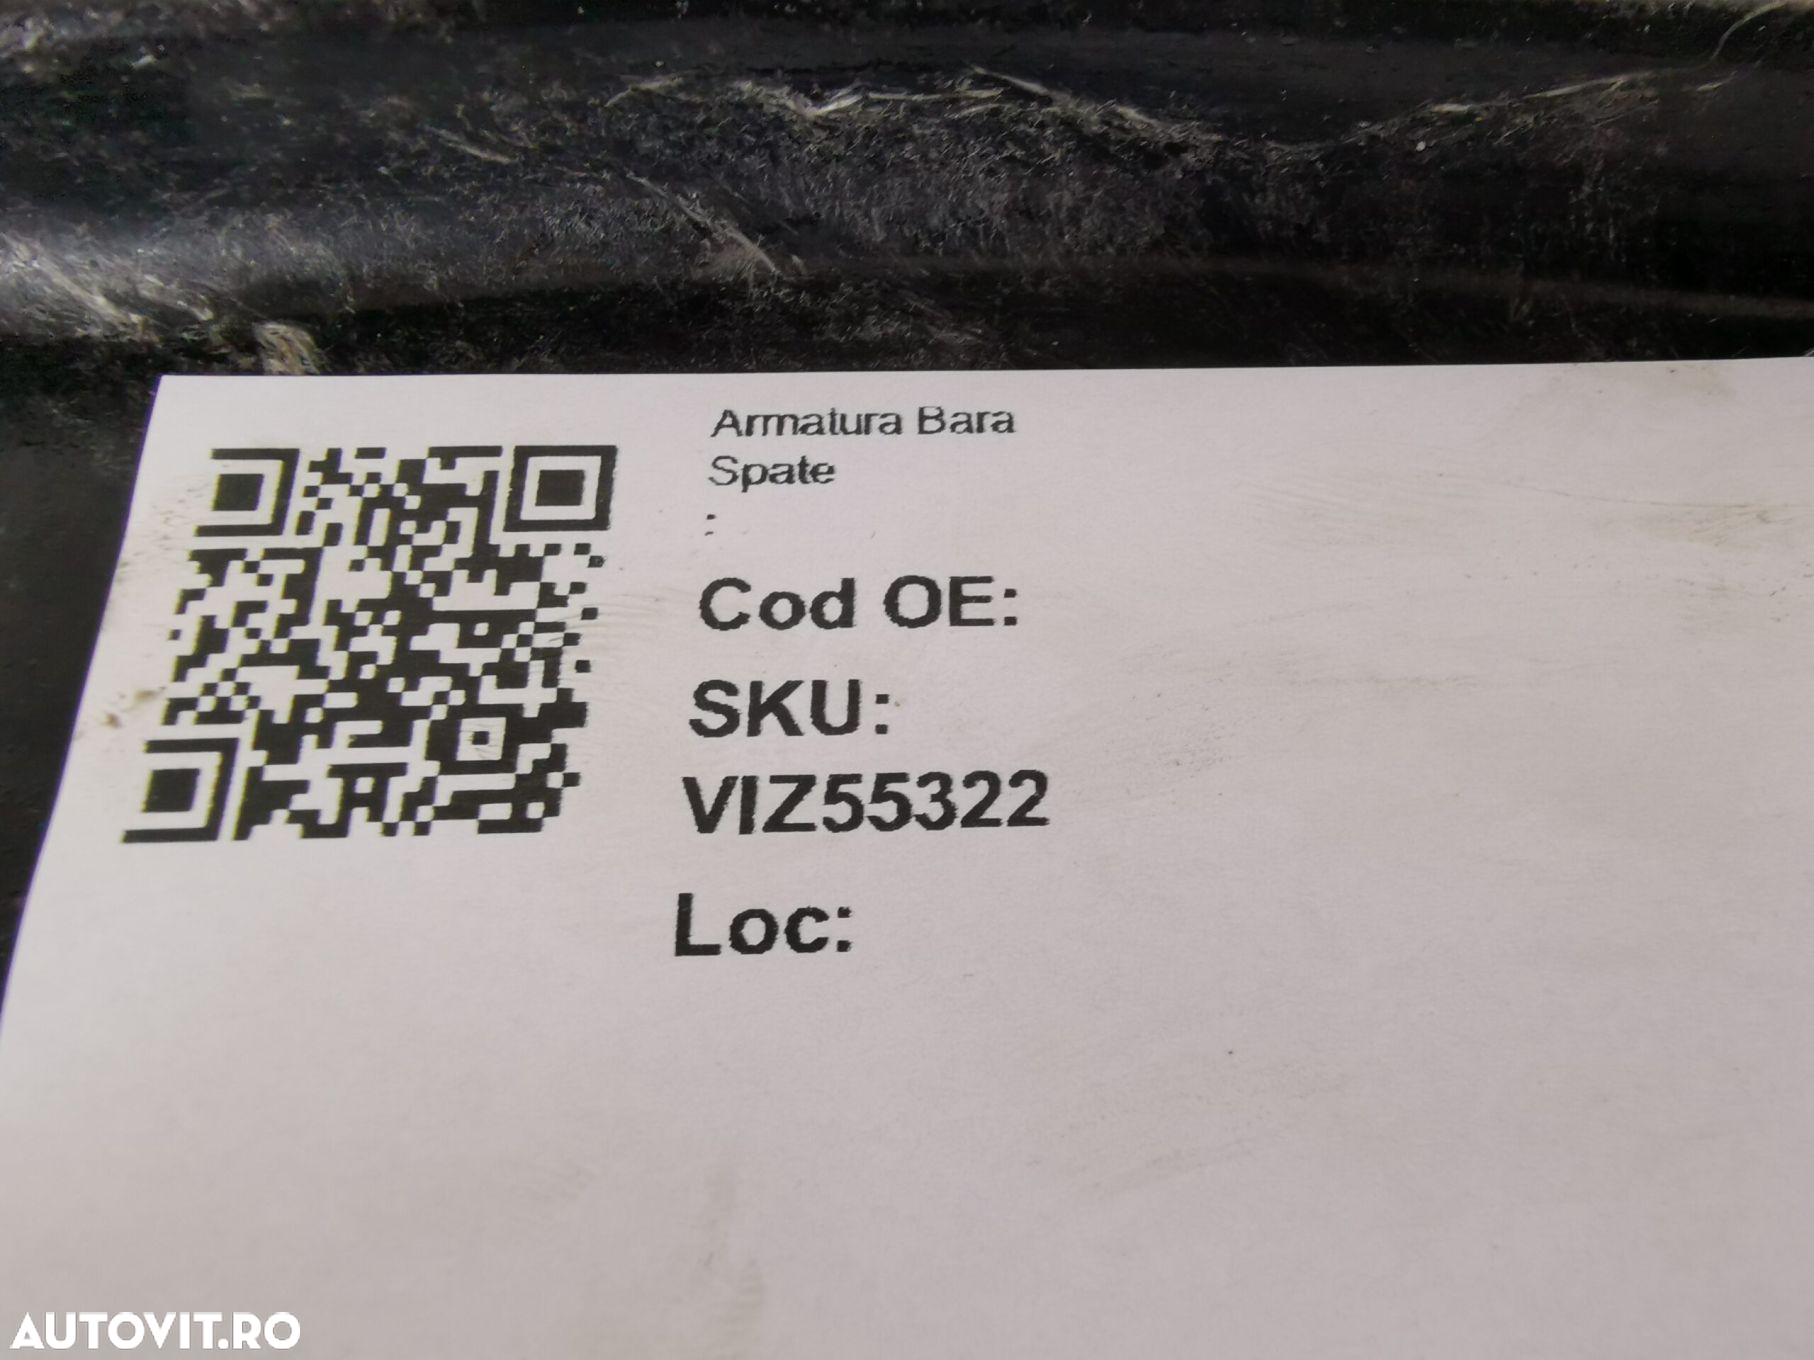 Armatura Bara
Spate
:
Cod OE:
SKU:
VIZ55322
Loc:
AUTOVIT.RO